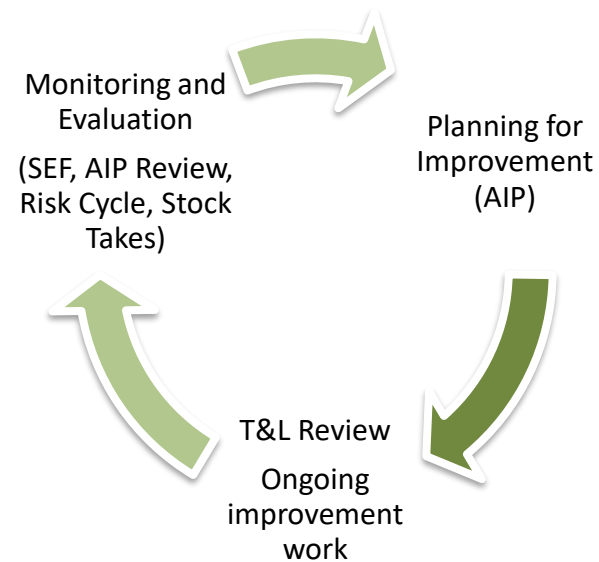 Monitoring and
Evaluation
(SEF, AIP Review,
Risk Cycle, Stock
Takes)
Planning for
Improvement
(AIP)
T&L Review
Ongoing
improvement
work